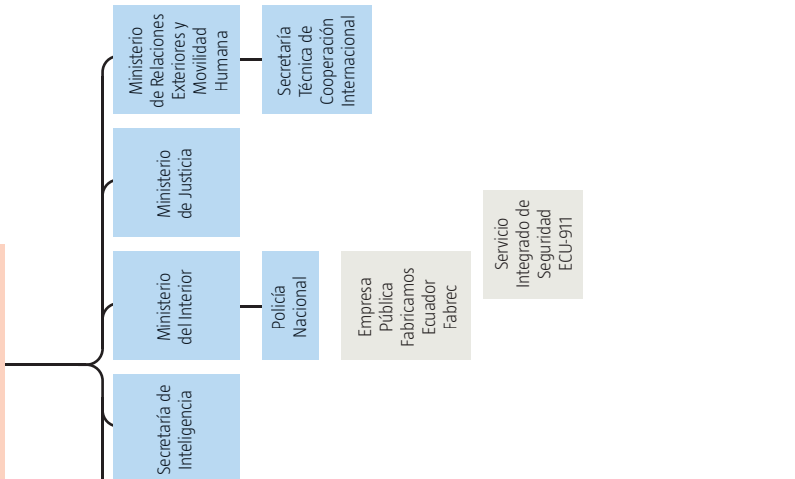 Ministerio
de Relaciones
Exteriores y
Movilidad
Humana
Secretaría
Técnica de
Cooperación
Internacional
Ministerio
de Justicia
Servicio
Integrado de
Seguridad
ECU-911
Ministerio
del Interior
Policía
Nacional
Empresa
Pública
Fabricamos
Ecuador
Fabrec
Secretaría de
Inteligencia